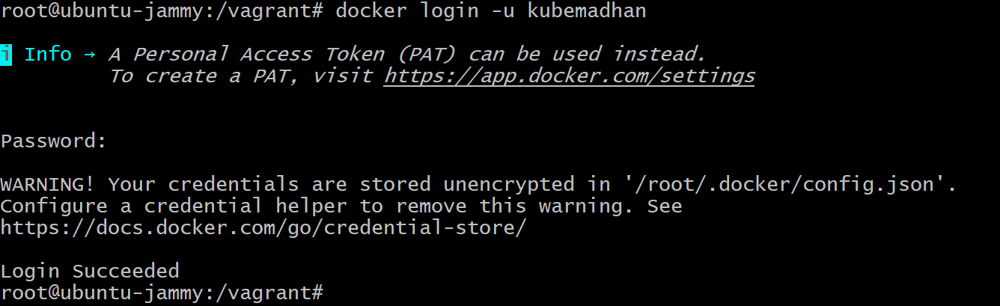 root@ubuntu-jammy:/vagrant# docker login -u kubemadhan
i Info → A Personal Access Token (PAT) can be used instead.
To create a PAT, visit https://app.docker.com/settings
Password:
WARNING! Your credentials are stored unencrypted in '/root/.docker/config.json'.
Configure a credential helper to remove this warning. See
https://docs.docker.com/go/credential-store/
Login Succeeded
root@ubuntu-jammy:/vagrant#